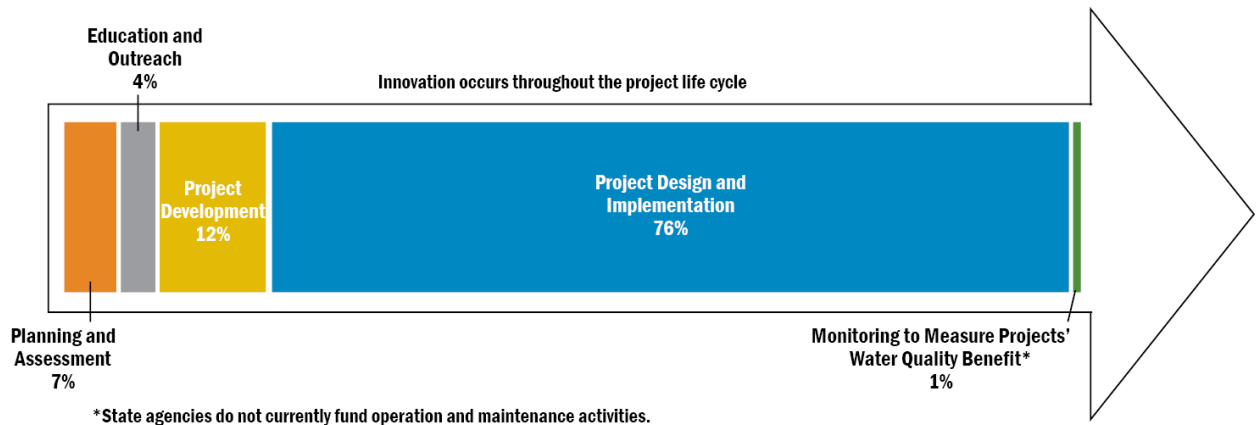 Education and
Outreach
4%
Innovation occurs throughout the project life cycle
Project
Development
12%
Project Design and
Implementation
76%
Planning and
Assessment
7%
Monitoring to Measure Projects’
Water Quality Benefit*
1%
*State agencies do not currently fund operation and maintenance activities.